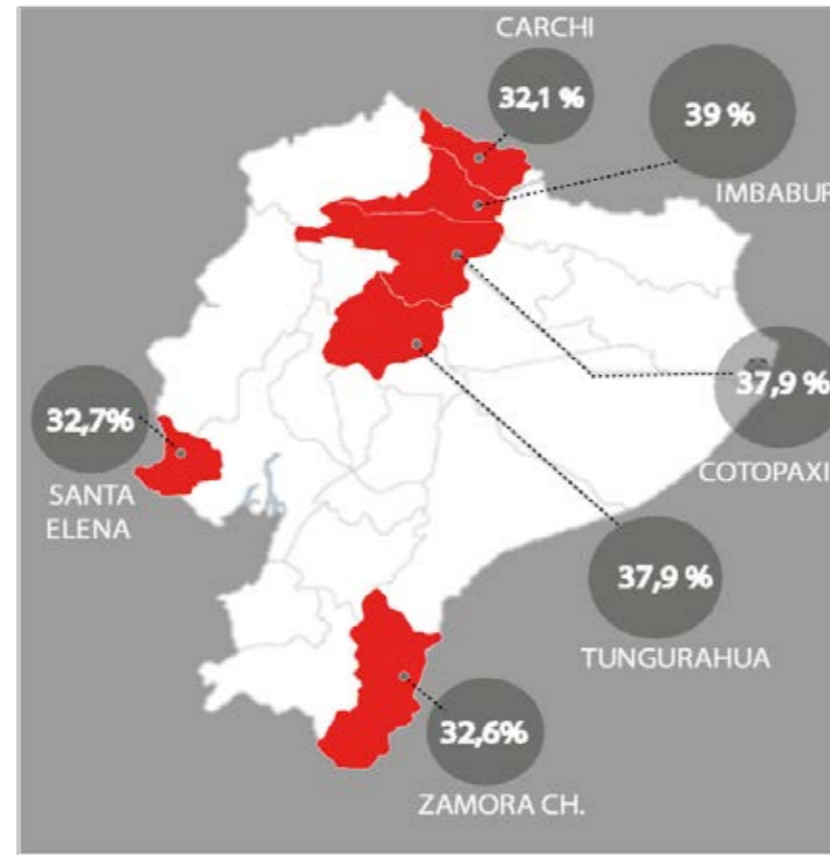 CARCHI
32,1 %
39 %
IMBABUR
37,9 %
COTOPAXI
32,7%
SANTA
ELENA
37,9 %
TUNGURAHUA
32,6%
ZAMORA CH.